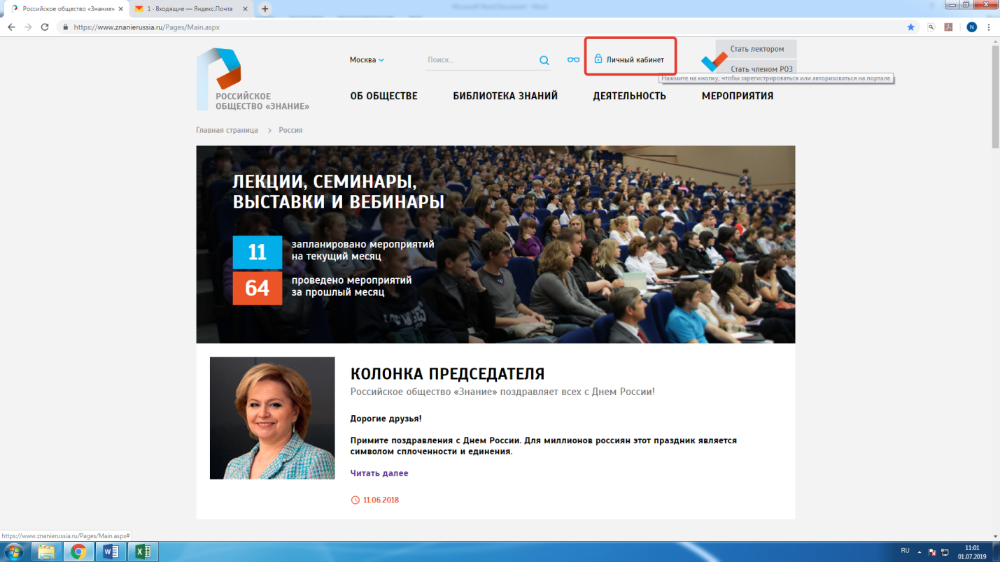 Российское общество «Знание»
1 · Входящие — Яндекс.Почта
https://www.znanierussia.ru/Pages/Main.aspx
N
Москва
Поиск...
Личный кабинет
Стать лектором
Стать членом РОЗ
Нажмите на кнопку, чтобы зарегистрироваться или авторизоваться на портале
РОССИЙСКОЕ
ОБЩЕСТВО «ЗНАНИЕ»
ОБ ОБЩЕСТВЕ
БИБЛИОТЕКА ЗНАНИЙ
ДЕЯТЕЛЬНОСТЬ
МЕРОПРИЯТИЯ
Главная страница > Россия
ЛЕКЦИИ, СЕМИНАРЫ,
ВЫСТАВКИ И ВЕБИНАРЫ
11
запланировано мероприятий
на текущий месяц
64
проведено мероприятий
за прошлый месяц
КОЛОНКА ПРЕДСЕДАТЕЛЯ
Российское общество «Знание» поздравляет всех с Днем России!
Дорогие друзья!
Примите поздравления с Днем России. Для миллионов россиян этот праздник является
символом сплоченности и единения.
Читать далее
11.06.2018
https://www.znanierussia.ru/Pages/Main.aspx#
RU
11:01
01.07.2019